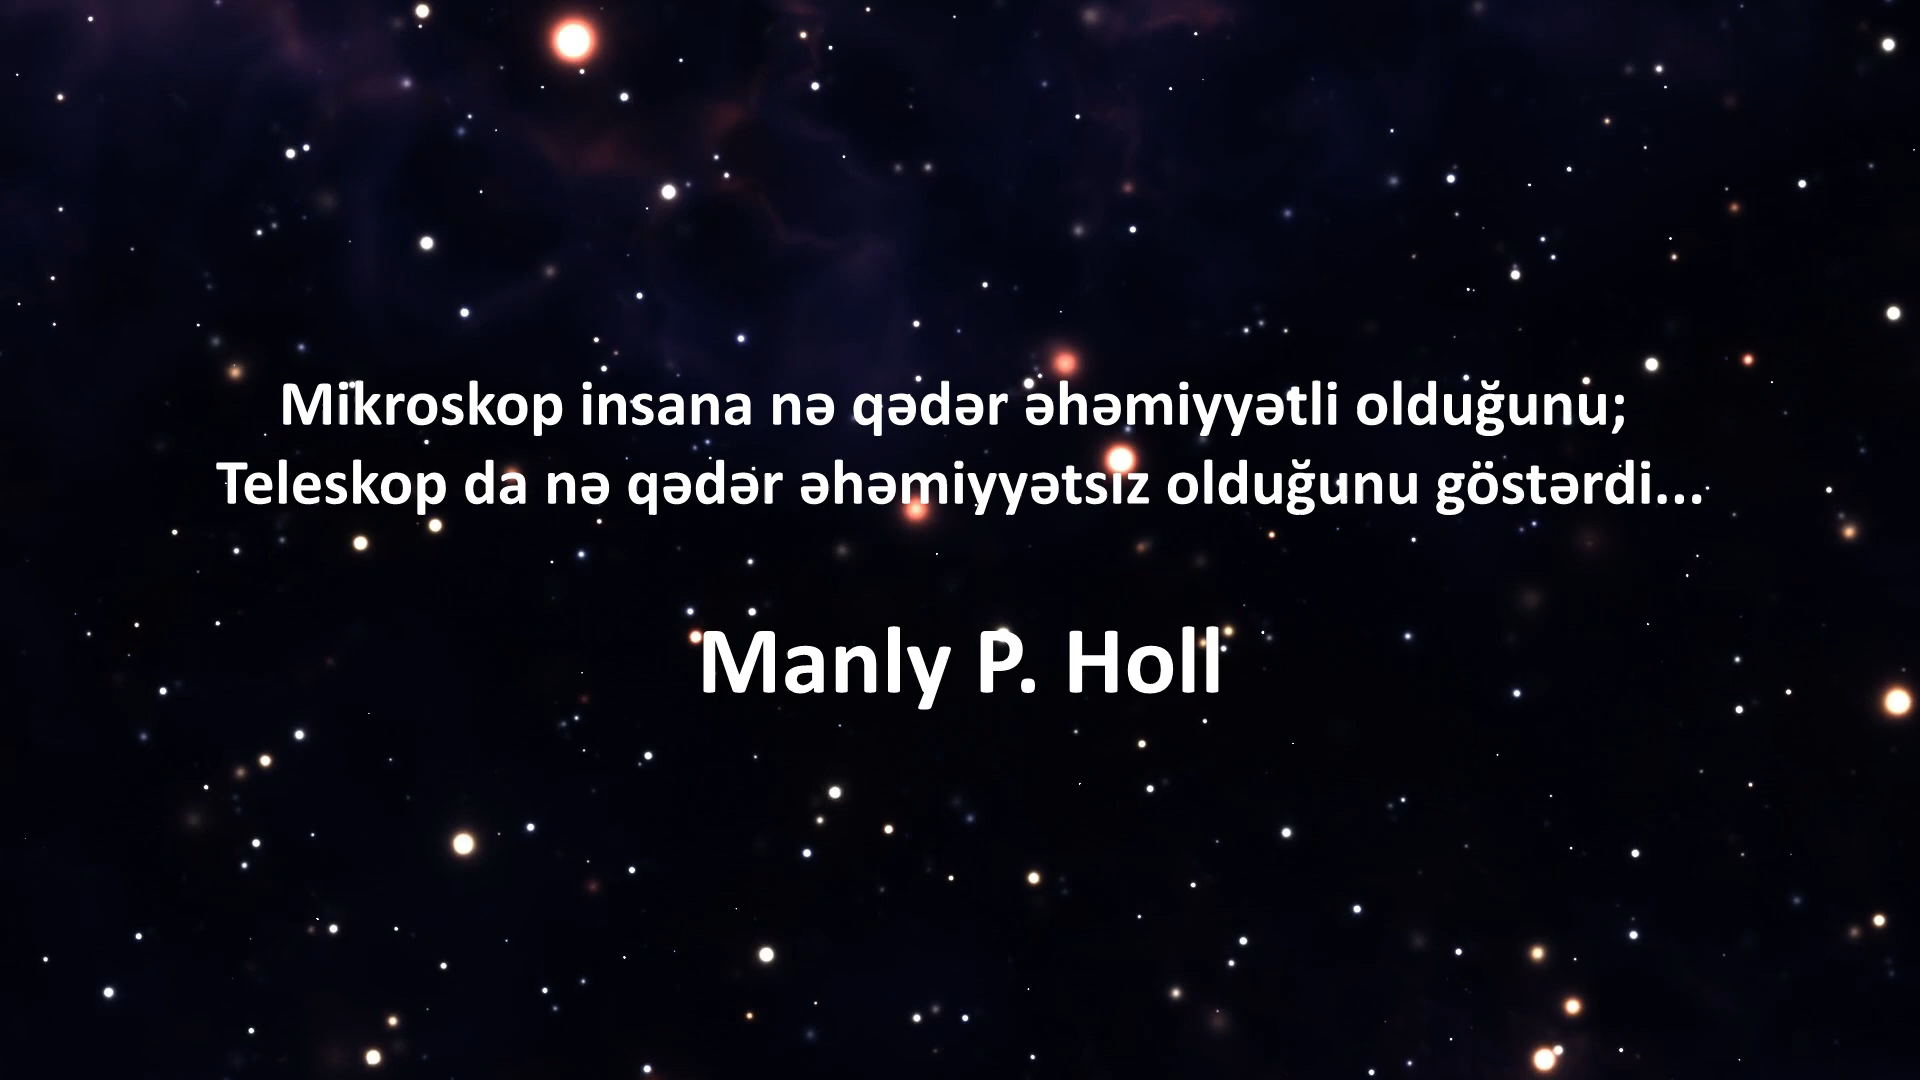 Mikroskop insana nə qədər əhəmiyyətli olduğunu;
Teleskop da nə qədər əhəmiyyətsiz olduğunu göstərdi...
Manly P. Holl